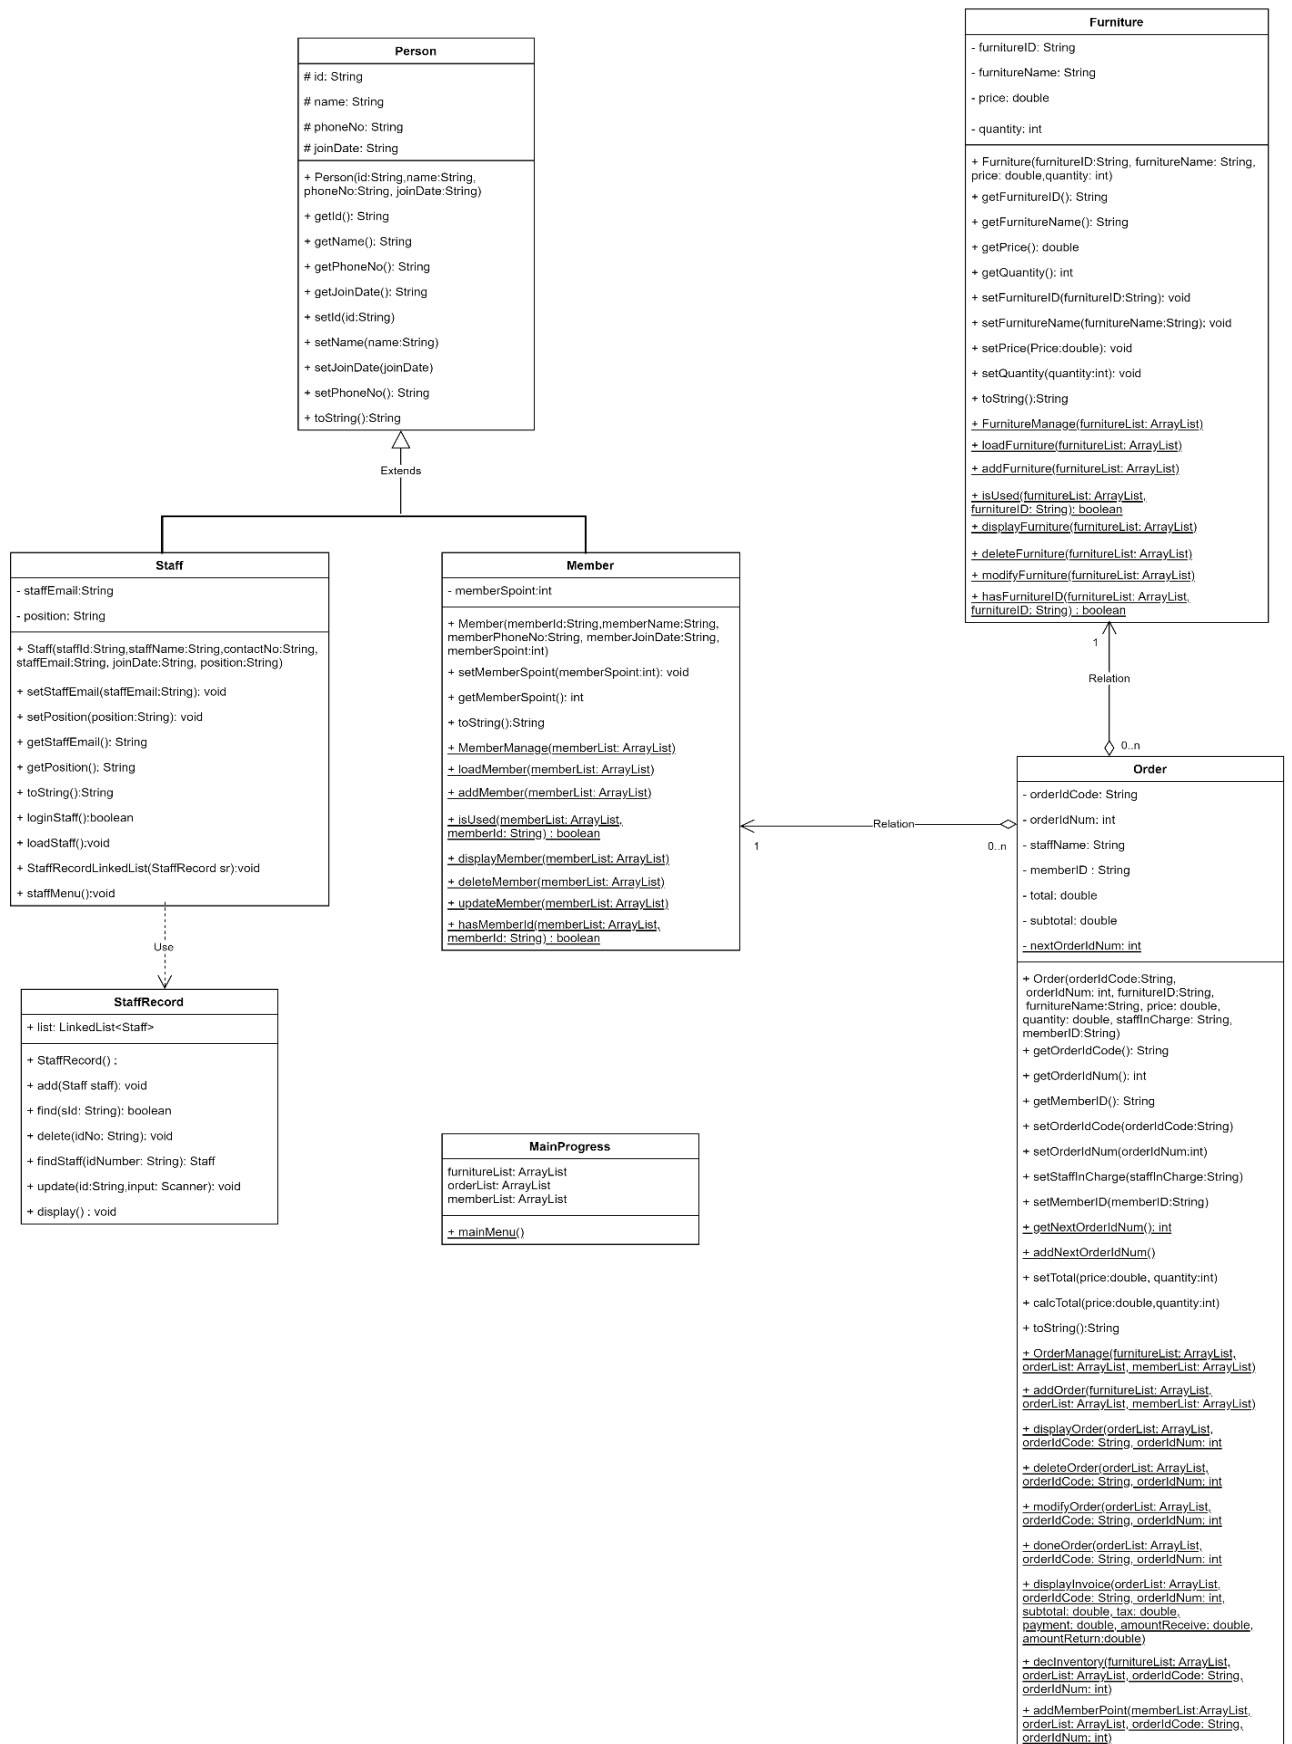 Person
# id: String
# name: String
# phoneNo: String
# joinDate: String
+ Person(id:String,name:String,
phoneNo:String, joinDate:String)
+ getId(): String
+ getName(): String
+ getPhoneNo(): String
+ getJoinDate(): String
+ setId(id:String)
+ setName(name:String)
+ setJoinDate(joinDate)
+ setPhoneNo(): String
+ toString():String
Extends
Staff
- staffEmail:String
- position: String
+ Staff(staffId:String,staffName:String,contactNo:String,
staffEmail:String, joinDate:String, position:String)
+ setStaffEmail(staffEmail:String): void
+ setPosition(position:String): void
+ getStaffEmail(): String
+ getPosition(): String
+ toString():String
+ loginStaff():boolean
+ loadStaff():void
+ StaffRecordLinkedList(StaffRecord sr):void
+ staffMenu():void
Use
StaffRecord
+ list: LinkedList<Staff>
+ StaffRecord() ;
+ add(Staff staff): void
+ find(sId: String): boolean
+ delete(idNo: String): void
+ findStaff(idNumber: String): Staff
+ update(id:String,input: Scanner): void
+ display() : void
Member
- memberSpoint:int
+ Member(memberId:String,memberName:String,
memberPhoneNo:String, memberJoinDate:String,
memberSpoint:int)
+ setMemberSpoint(memberSpoint:int): void
+ getMemberSpoint(): int
+ toString():String
+ MemberManage(memberList: ArrayList)
+ loadMember(memberList: ArrayList)
+ addMember(memberList: ArrayList)
+ isUsed(memberList: ArrayList,
memberId: String) : boolean
+ displayMember(memberList: ArrayList)
+ deleteMember(memberList: ArrayList)
+ updateMember(memberList: ArrayList)
+ hasMemberId(memberList: ArrayList,
memberId: String) : boolean
MainProgress
furnitureList: ArrayList
orderList: ArrayList
memberList: ArrayList
+ mainMenu()
Furniture
- furnitureID: String
- furnitureName: String
- price: double
- quantity: int
+ Furniture(furnitureID:String, furnitureName: String,
price: double,quantity: int)
+ getFurnitureID(): String
+ getFurnitureName(): String
+ getPrice(): double
+ getQuantity(): int
+ setFurnitureID(furnitureID:String): void
+ setFurnitureName(furnitureName:String): void
+ setPrice(Price:double): void
+ setQuantity(quantity:int): void
+ toString():String
+ FurnitureManage(furnitureList: ArrayList)
+ loadFurniture(furnitureList: ArrayList)
+ addFurniture(furnitureList: ArrayList)
+ isUsed(furnitureList: ArrayList,
furnitureID: String): boolean
+ displayFurniture(furnitureList: ArrayList)
+ deleteFurniture(furnitureList: ArrayList)
+ modifyFurniture(furnitureList: ArrayList)
+ hasFurnitureID(furnitureList: ArrayList,
furnitureID: String) : boolean
1
Relation
0..n
Relation
1
0..n
Order
- orderIdCode: String
- orderIdNum: int
- staffName: String
- memberID : String
- total: double
- subtotal: double
- nextOrderIdNum: int
+ Order(orderIdCode:String,
orderIdNum: int, furnitureID:String,
furnitureName:String, price: double,
quantity: double, staffInCharge: String,
memberID:String)
+ getOrderIdCode(): String
+ getOrderIdNum(): int
+ getMemberID(): String
+ setOrderIdCode(orderIdCode:String)
+ setOrderIdNum(orderIdNum:int)
+ setStaffInCharge(staffInCharge:String)
+ setMemberID(memberID:String)
+ getNextOrderIdNum(): int
+ addNextOrderIdNum()
+ setTotal(price:double, quantity:int)
+ calcTotal(price:double,quantity:int)
+ toString():String
+ OrderManage(furnitureList: ArrayList,
orderList: ArrayList, memberList: ArrayList)
+ addOrder(furnitureList: ArrayList,
orderList: ArrayList, memberList: ArrayList)
+ displayOrder(orderList: ArrayList,
orderIdCode: String, orderIdNum: int
+ deleteOrder(orderList: ArrayList,
orderIdCode: String, orderIdNum: int
+ modifyOrder(orderList: ArrayList,
orderIdCode: String, orderIdNum: int
+ doneOrder(orderList: ArrayList,
orderIdCode: String, orderIdNum: int
+ displayInvoice(orderList: ArrayList,
orderIdCode: String, orderIdNum: int,
subtotal: double, tax: double,
payment: double, amountReceive: double,
amountReturn:double)
+ decInventory(furnitureList: ArrayList,
orderList: ArrayList, orderIdCode: String,
orderIdNum: int)
+ addMemberPoint(memberList:ArrayList,
orderList: ArrayList, orderIdCode: String,
orderIdNum: int)